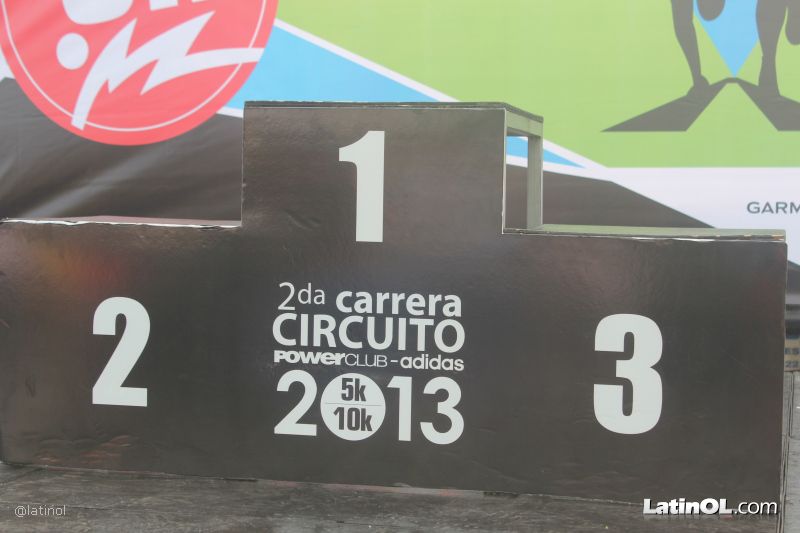 1
GARM
2da carrera
CIRCUITO
POWERCLUB - adidas
2013
5k
10k
2
3
@latinol
LatinOL.com